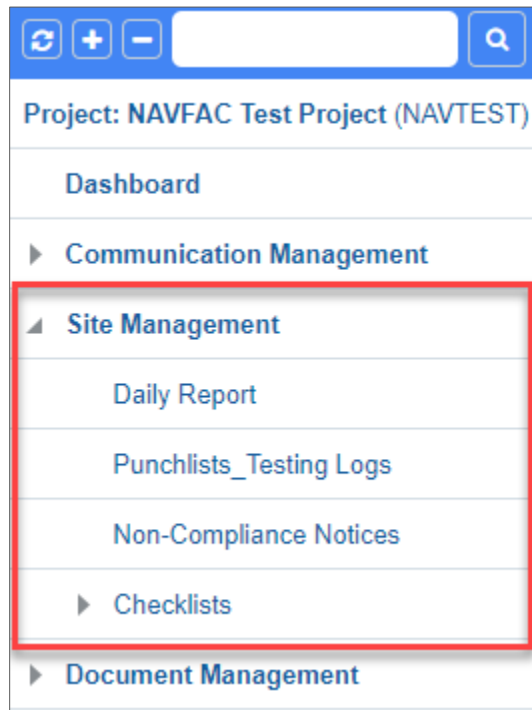 Project: NAVFAC Test Project (NAVTEST)
Dashboard
Communication Management
Site Management
Daily Report
Punchlists_Testing Logs
Non-Compliance Notices
Checklists
Document Management